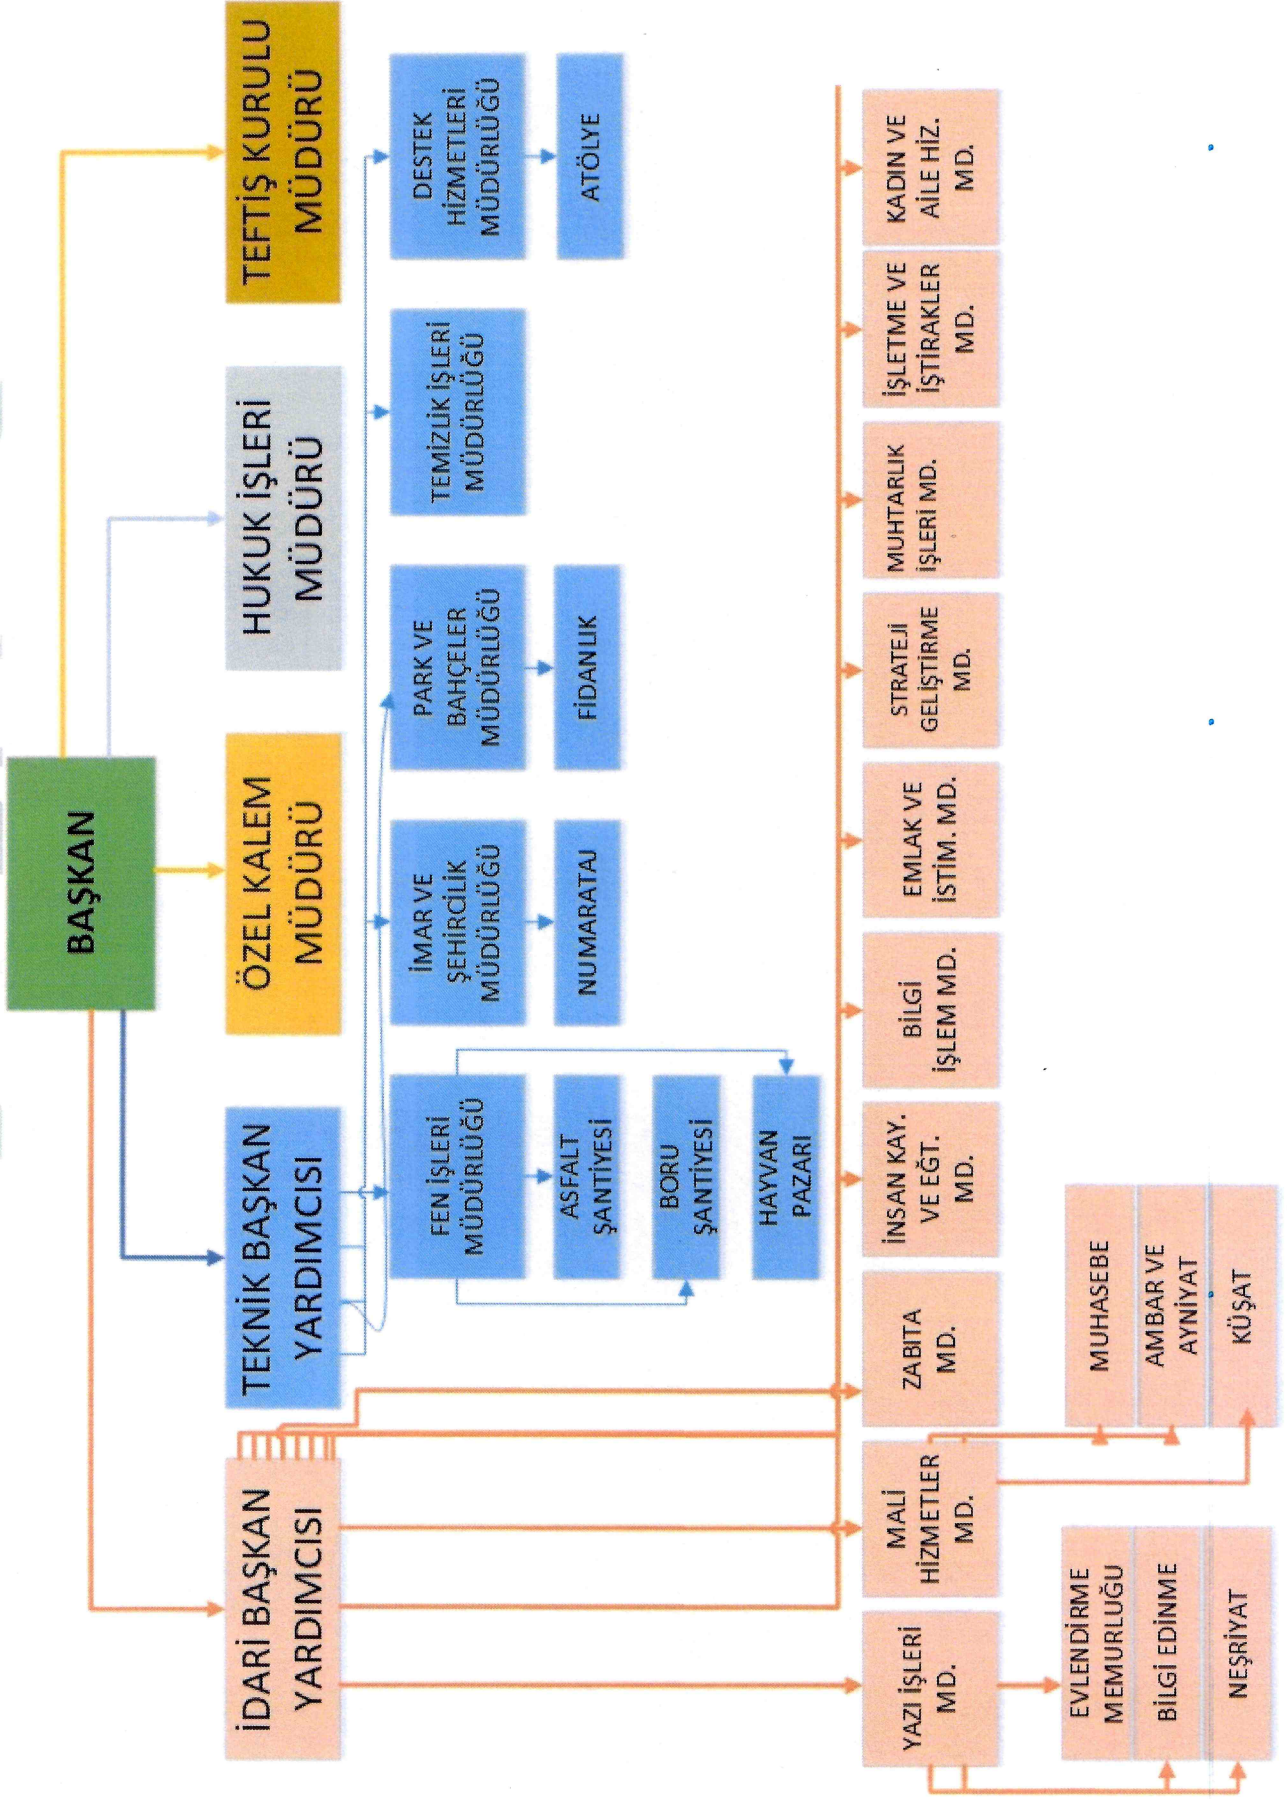 BAŞKAN
İDARİ BAŞKAN
YARDIMCISI
TEKNİK BAŞKAN
YARDIMCISI
ÖZEL KALEM
MÜDÜRÜ
HUKUK İŞLERİ
MÜDÜRÜ
TEFTİŞ KURULU
MÜDÜRÜ
FEN İŞLERİ
MÜDÜRLÜĞÜ
İMAR VE
ŞEHİRCİLİK
MÜDÜRLÜĞÜ
PARK VE
BAHÇELER
MÜDÜRLÜĞÜ
TEMİZLİK İŞLERİ
MÜDÜRLÜĞÜ
DESTEK
HİZMETLERİ
MÜDÜRLÜĞÜ
ASFALT
ŞANTİYESİ
NUMARATAJ
FİDANLIK
ATÖLYE
BORU
ŞANTİYESİ
HAYVAN
PAZARI
YAZI İŞLERİ
MD.
MALİ
HİZMETLER
MD.
ZABITA
MD.
İNSAN KAY.
VE EĞT.
MD.
BİLGİ
İŞLEM MD.
EMLAK VE
İSTİM. MD.
STRATEJİ
GELİŞTİRME
MD.
MUHTARLIK
İŞLERİ MD.
İŞLETME VE
İŞTİRAKLER
MD.
KADIN VE
AİLE HİZ.
MD.
EVLENDİRME
MEMURLUĞU
BİLGİ EDİNME
NEŞRİYAT
MUHASEBE
AMBAR VE
AYNİYAT
KÜŞAT